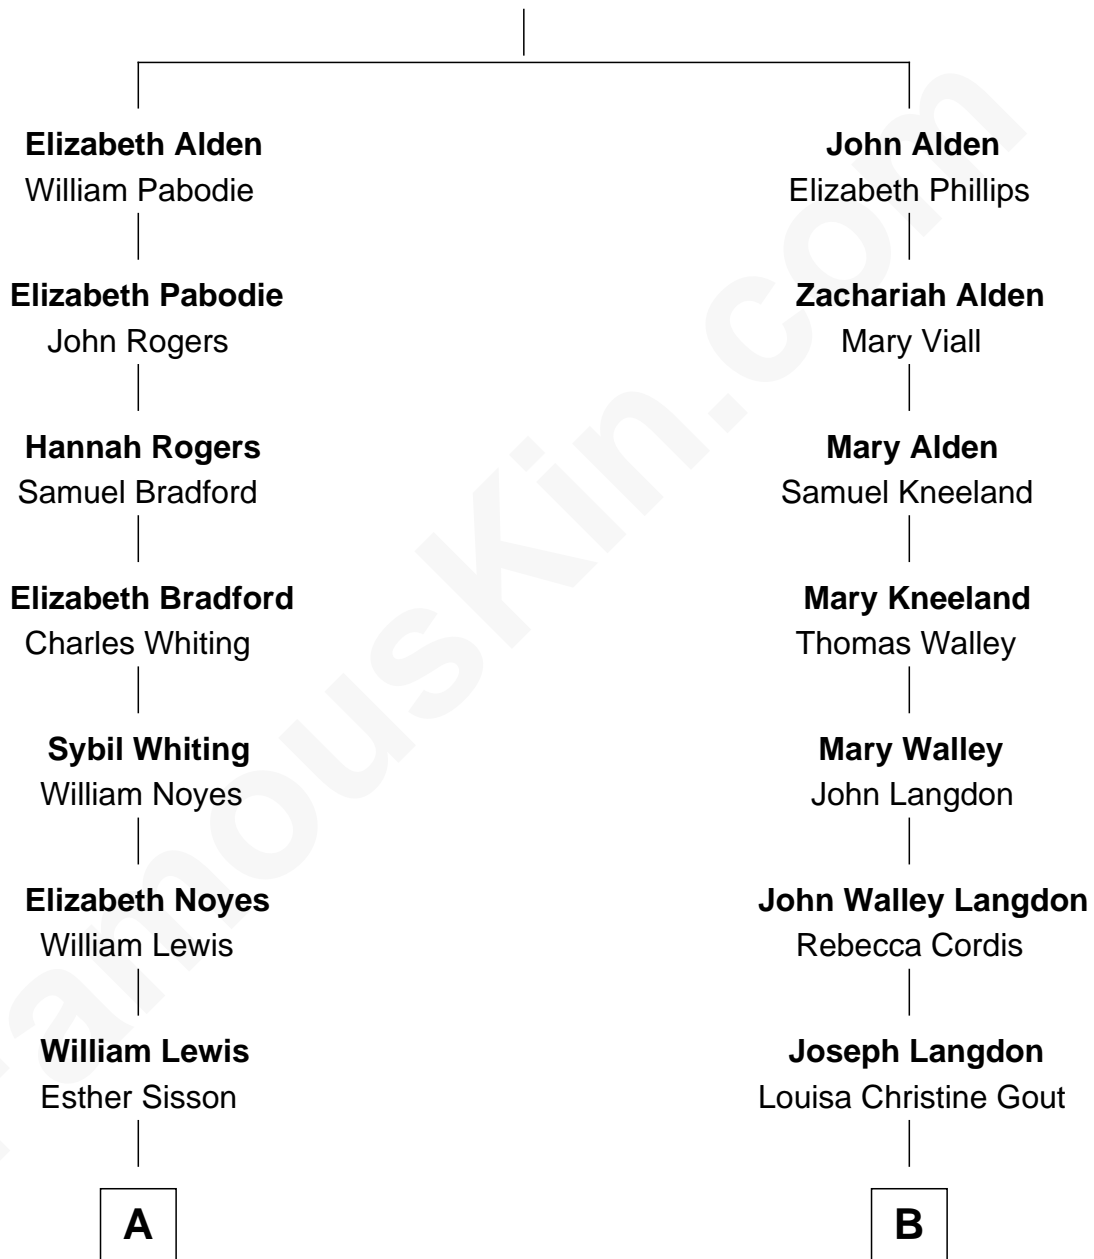 Elizabeth Alden
William Pabodie
John Alden
Elizabeth Phillips
Elizabeth Pabodie
John Rogers
Zachariah Alden
Mary Viall
Hannah Rogers
Samuel Bradford
Mary Alden
Samuel Kneeland
Elizabeth Bradford
Charles Whiting
Mary Kneeland
Thomas Walley
Sybil Whiting
William Noyes
Mary Walley
John Langdon
Elizabeth Noyes
William Lewis
John Walley Langdon
Rebecca Cordis
William Lewis
Esther Sisson
Joseph Langdon
Louisa Christine Gout
A
B
FamousKin.com